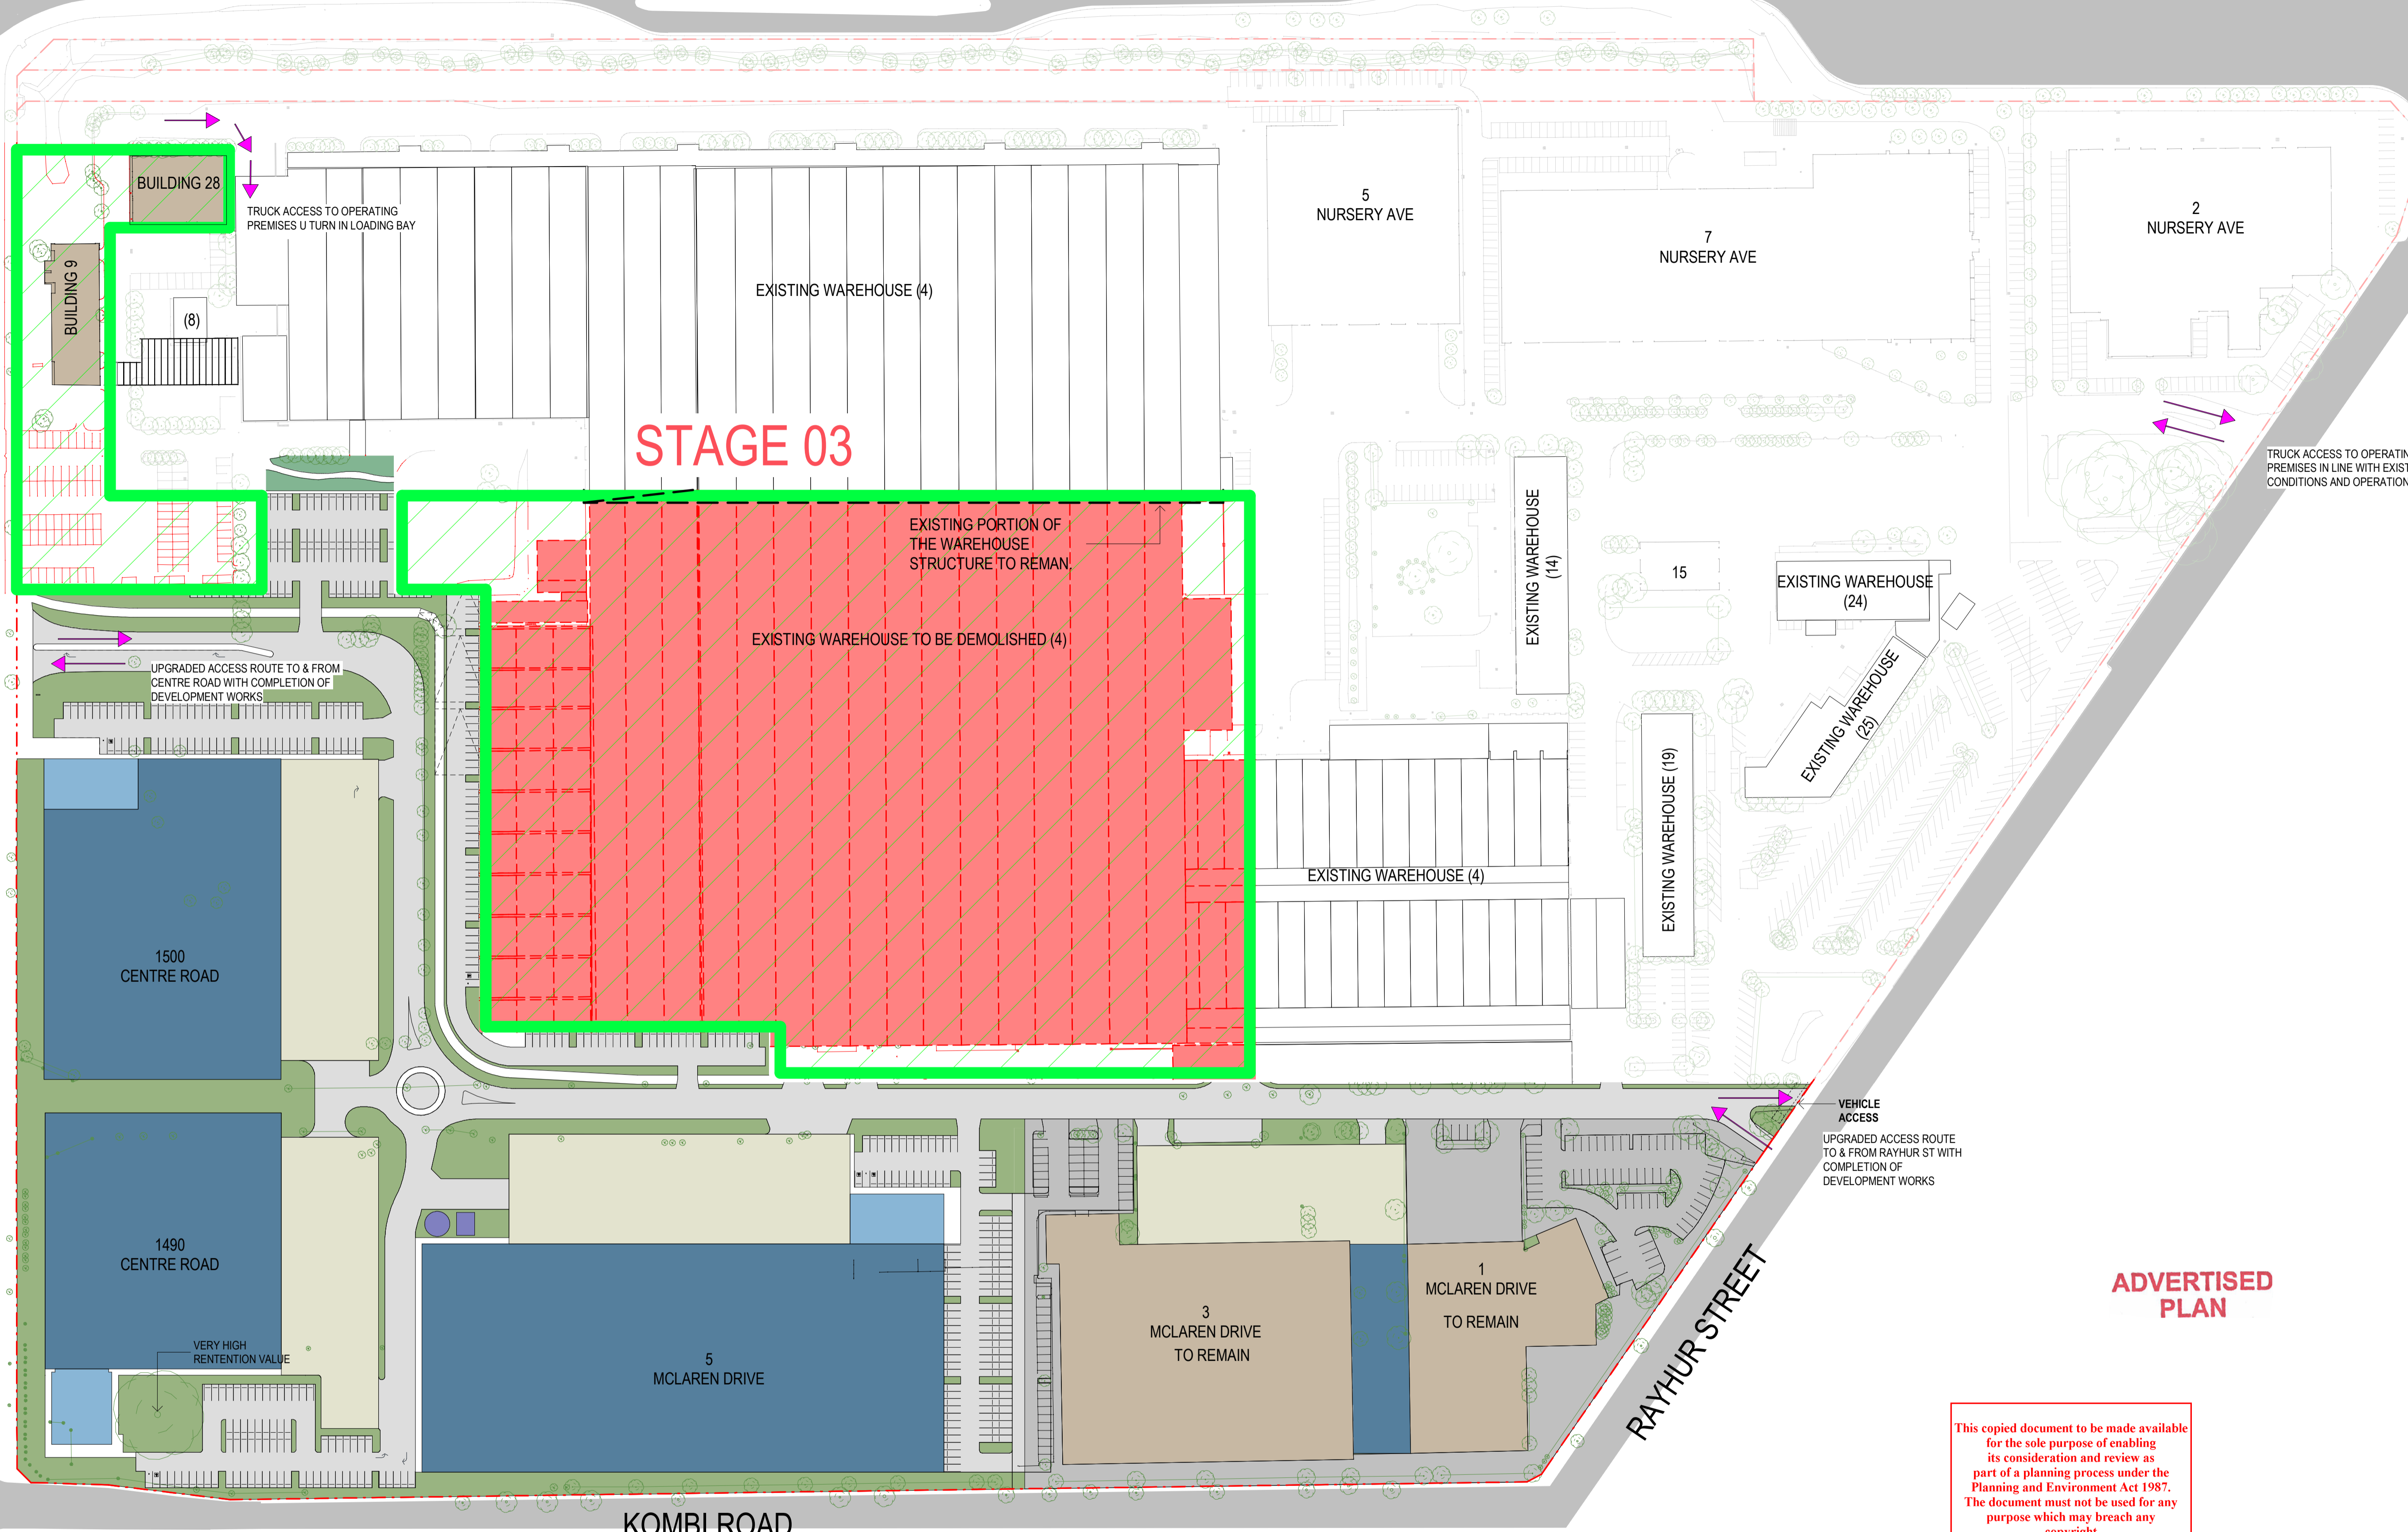 BUILDING 28
TRUCK ACCESS TO OPERATING
PREMISES U TURN IN LOADING BAY
BUILDING 9
(8)
EXISTING WAREHOUSE (4)
5
NURSERY AVE
7
NURSERY AVE
2
NURSERY AVE
STAGE 03
TRUCK ACCESS TO OPERATIN
PREMISES IN LINE WITH EXIST
CONDITIONS AND OPERATION
EXISTING PORTION OF
THE WAREHOUSE
STRUCTURE TO REMAN.
EXISTING WAREHOUSE
(14)
15
EXISTING WAREHOUSE
(24)
EXISTING WAREHOUSE TO BE DEMOLISHED (4)
UPGRADED ACCESS ROUTE TO & FROM
CENTRE ROAD WITH COMPLETION OF
DEVELOPMENT WORKS
EXISTING WAREHOUSE
(25)
EXISTING WAREHOUSE (19)
EXISTING WAREHOUSE (4)
1500
CENTRE ROAD
VEHICLE
ACCESS
UPGRADED ACCESS ROUTE
TO & FROM RAYHUR ST WITH
COMPLETION OF
DEVELOPMENT WORKS
1490
CENTRE ROAD
VERY HIGH
RENTENTION VALUE
5
MCLAREN DRIVE
3
MCLAREN DRIVE
TO REMAIN
1
MCLAREN DRIVE
TO REMAIN
RAYHUR STREET
ADVERTISED
PLAN
This copied document to be made available
for the sole purpose of enabling
its consideration and review as
part of a planning process under the
Planning and Environment Act 1987.
The document must not be used for any
purpose which may breach any
copyright
KOMBI ROAD